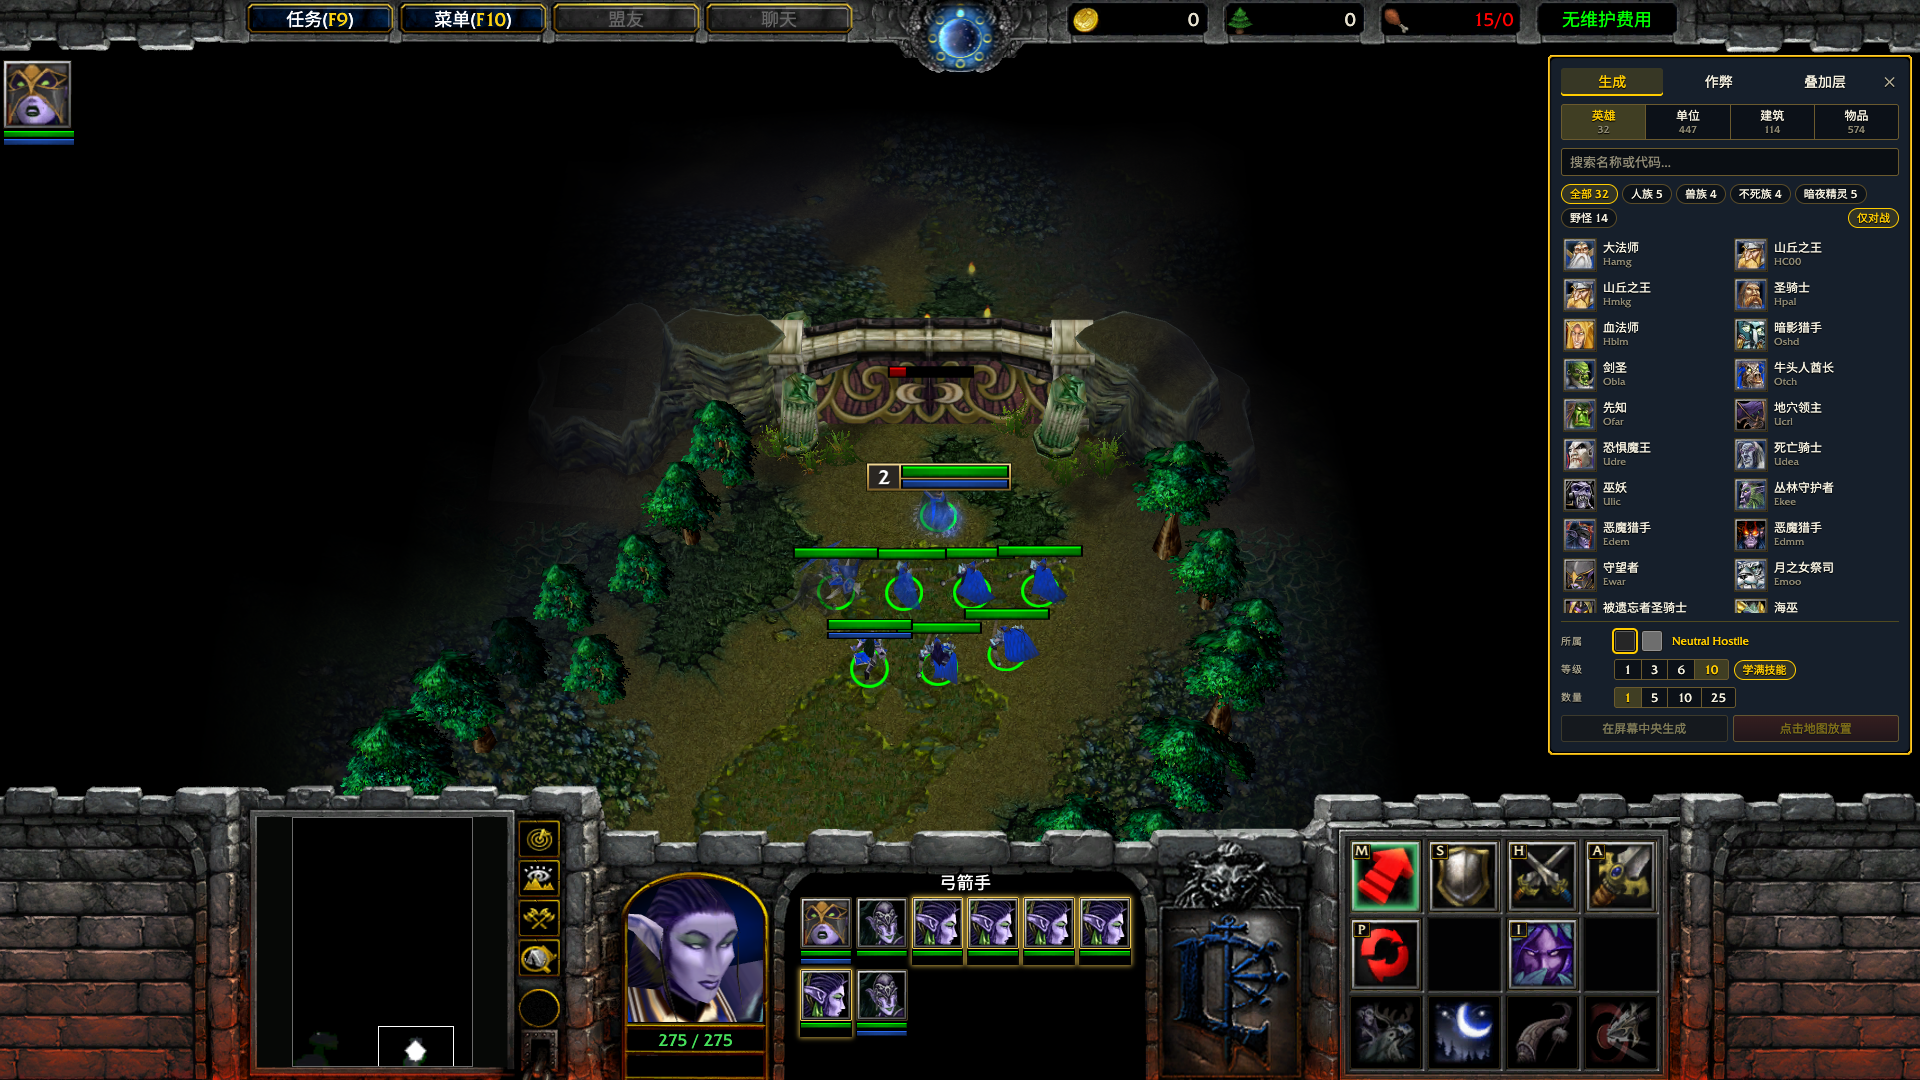 任务(F9)
菜单(F10)
盟友
聊天
0
0
15/0
无维护费用
生成
作弊
叠加层
×
英雄
32
单位
447
建筑
114
物品
574
搜索名称或代码...
全部 32
人族 5
兽族 4
不死族 4
暗夜精灵 5
野怪 14
仅对战
大法师
Hamg
山丘之王
HC00
山丘之王
Hmkg
圣骑士
Hpal
血法师
Hblm
暗影猎手
Oshd
剑圣
Obla
牛头人酋长
Otch
先知
Ofar
地穴领主
Ucrl
恐惧魔王
Udre
死亡骑士
Udea
巫妖
Ulic
丛林守护者
Ekee
恶魔猎手
Edem
恶魔猎手
Edmm
守望者
Ewar
月之女祭司
Emoo
被遗忘者圣骑士
海巫
所属
Neutral Hostile
等级
1
3
6
10
学满技能
数量
1
5
10
25
在屏幕中央生成
点击地图放置
2
弓箭手
275 / 275
M
S
H
A
P
I